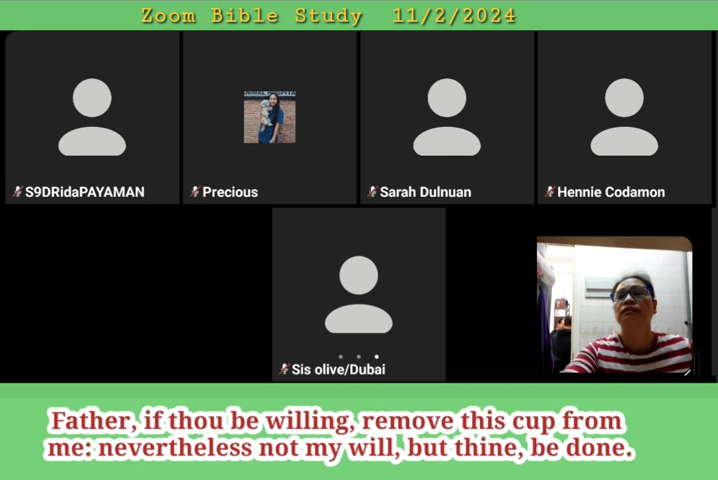 Zoom Bible Study 11/2/2024
S9DRidaPAYAMAN
Precious
Sarah Dulnuan
Hennie Codamon
Sis olive/Dubai
Father, if thou be willing, remove this cup from
me: nevertheless not my will, but thine, be done.